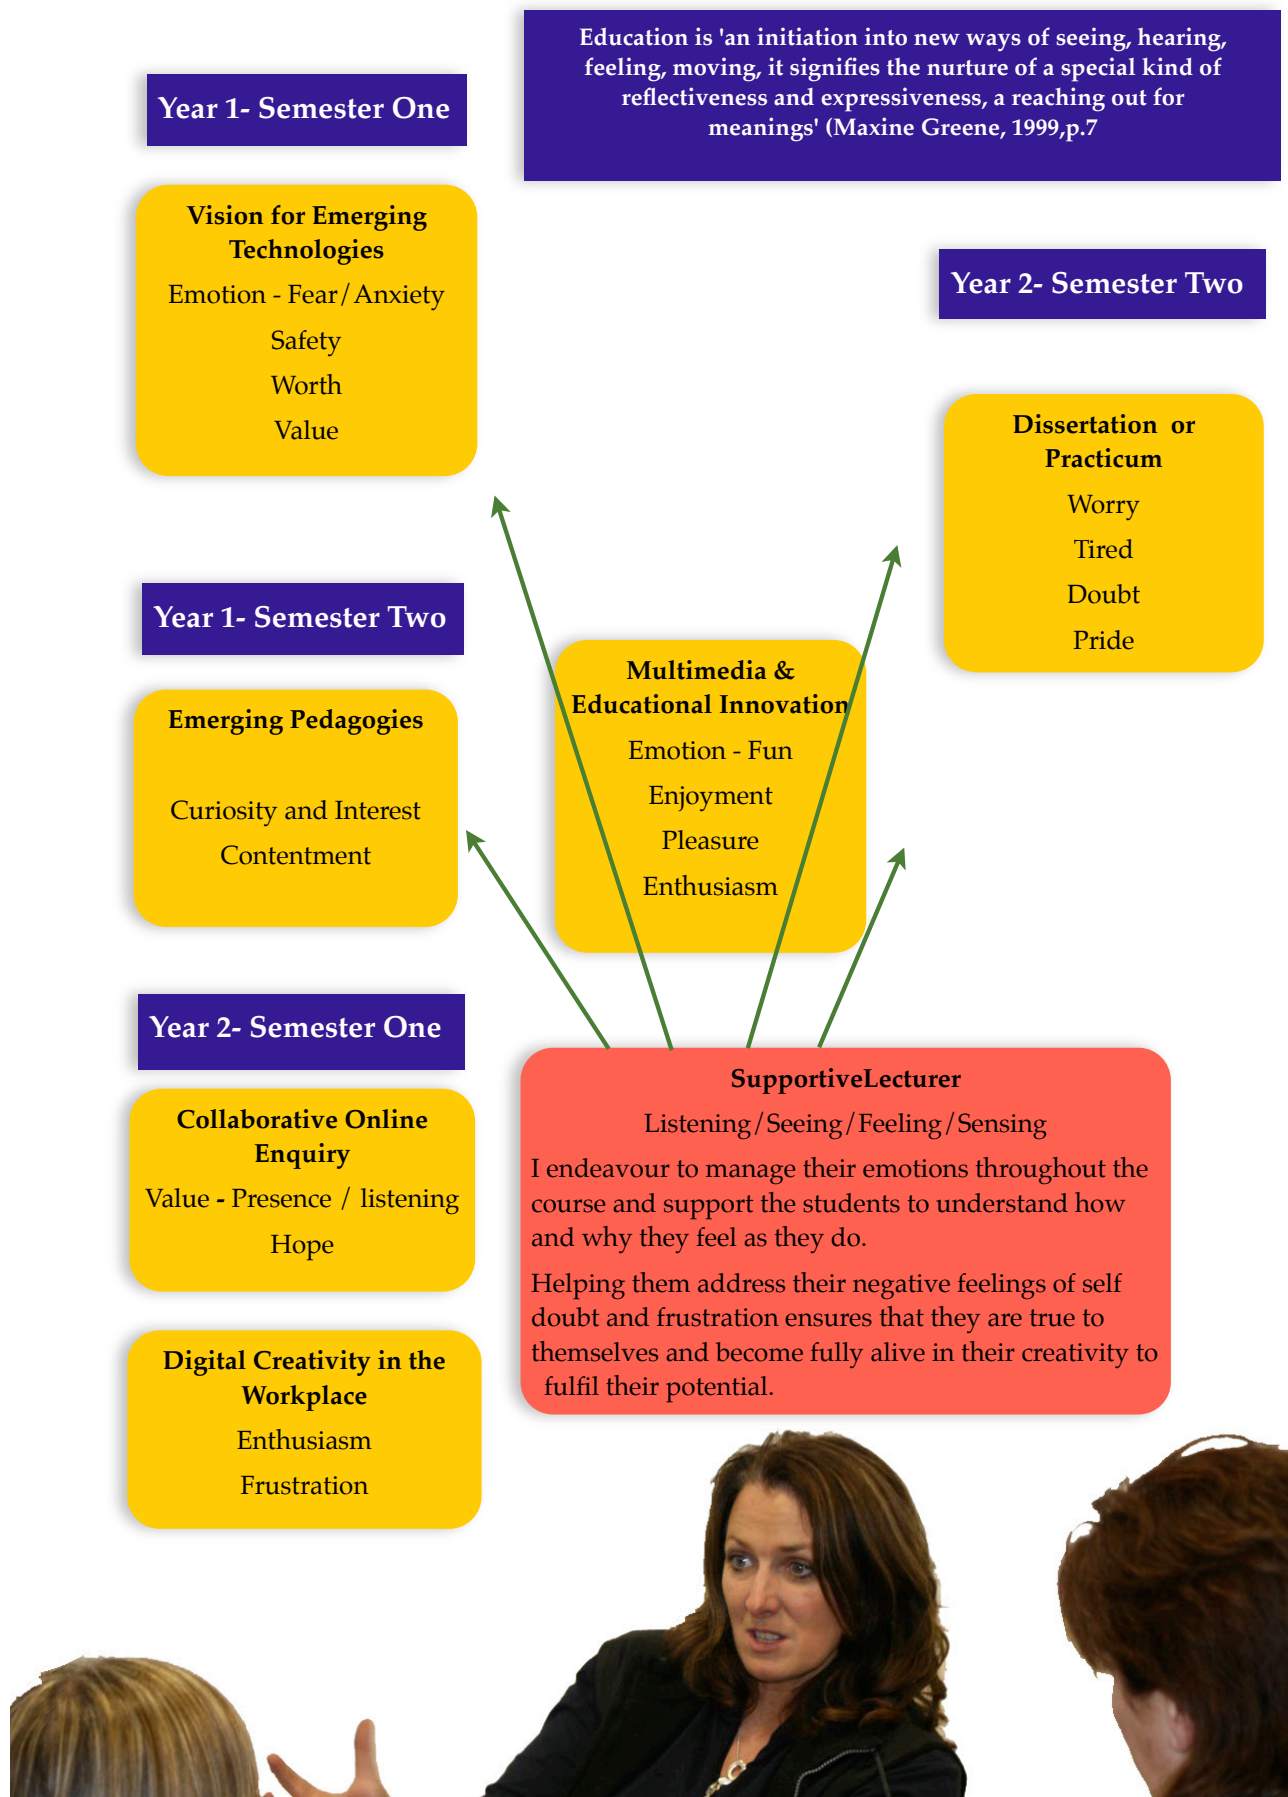 Education is 'an initiation into new ways of seeing, hearing,
feeling, moving, it signifies the nurture of a special kind of
reflectiveness and expressiveness, a reaching out for
meanings' (Maxine Greene, 1999,p.7
Year 1- Semester One
Vision for Emerging
Technologies
Emotion - Fear/Anxiety
Safety
Worth
Value
Year 2- Semester Two
Dissertation or
Practicum
Worry
Tired
Doubt
Pride
Year 1- Semester Two
Emerging Pedagogies
Curiosity and Interest
Contentment
Multimedia &
Educational Innovation
Emotion - Fun
Enjoyment
Pleasure
Enthusiasm
Year 2- Semester One
Collaborative Online
Enquiry
Value - Presence / listening
Hope
Digital Creativity in the
Workplace
Enthusiasm
Frustration
SupportiveLecturer
Listening/Seeing/Feeling/Sensing
I endeavour to manage their emotions throughout the
course and support the students to understand how
and why they feel as they do.
Helping them address their negative feelings of self
doubt and frustration ensures that they are true to
themselves and become fully alive in their creativity to
fulfil their potential.